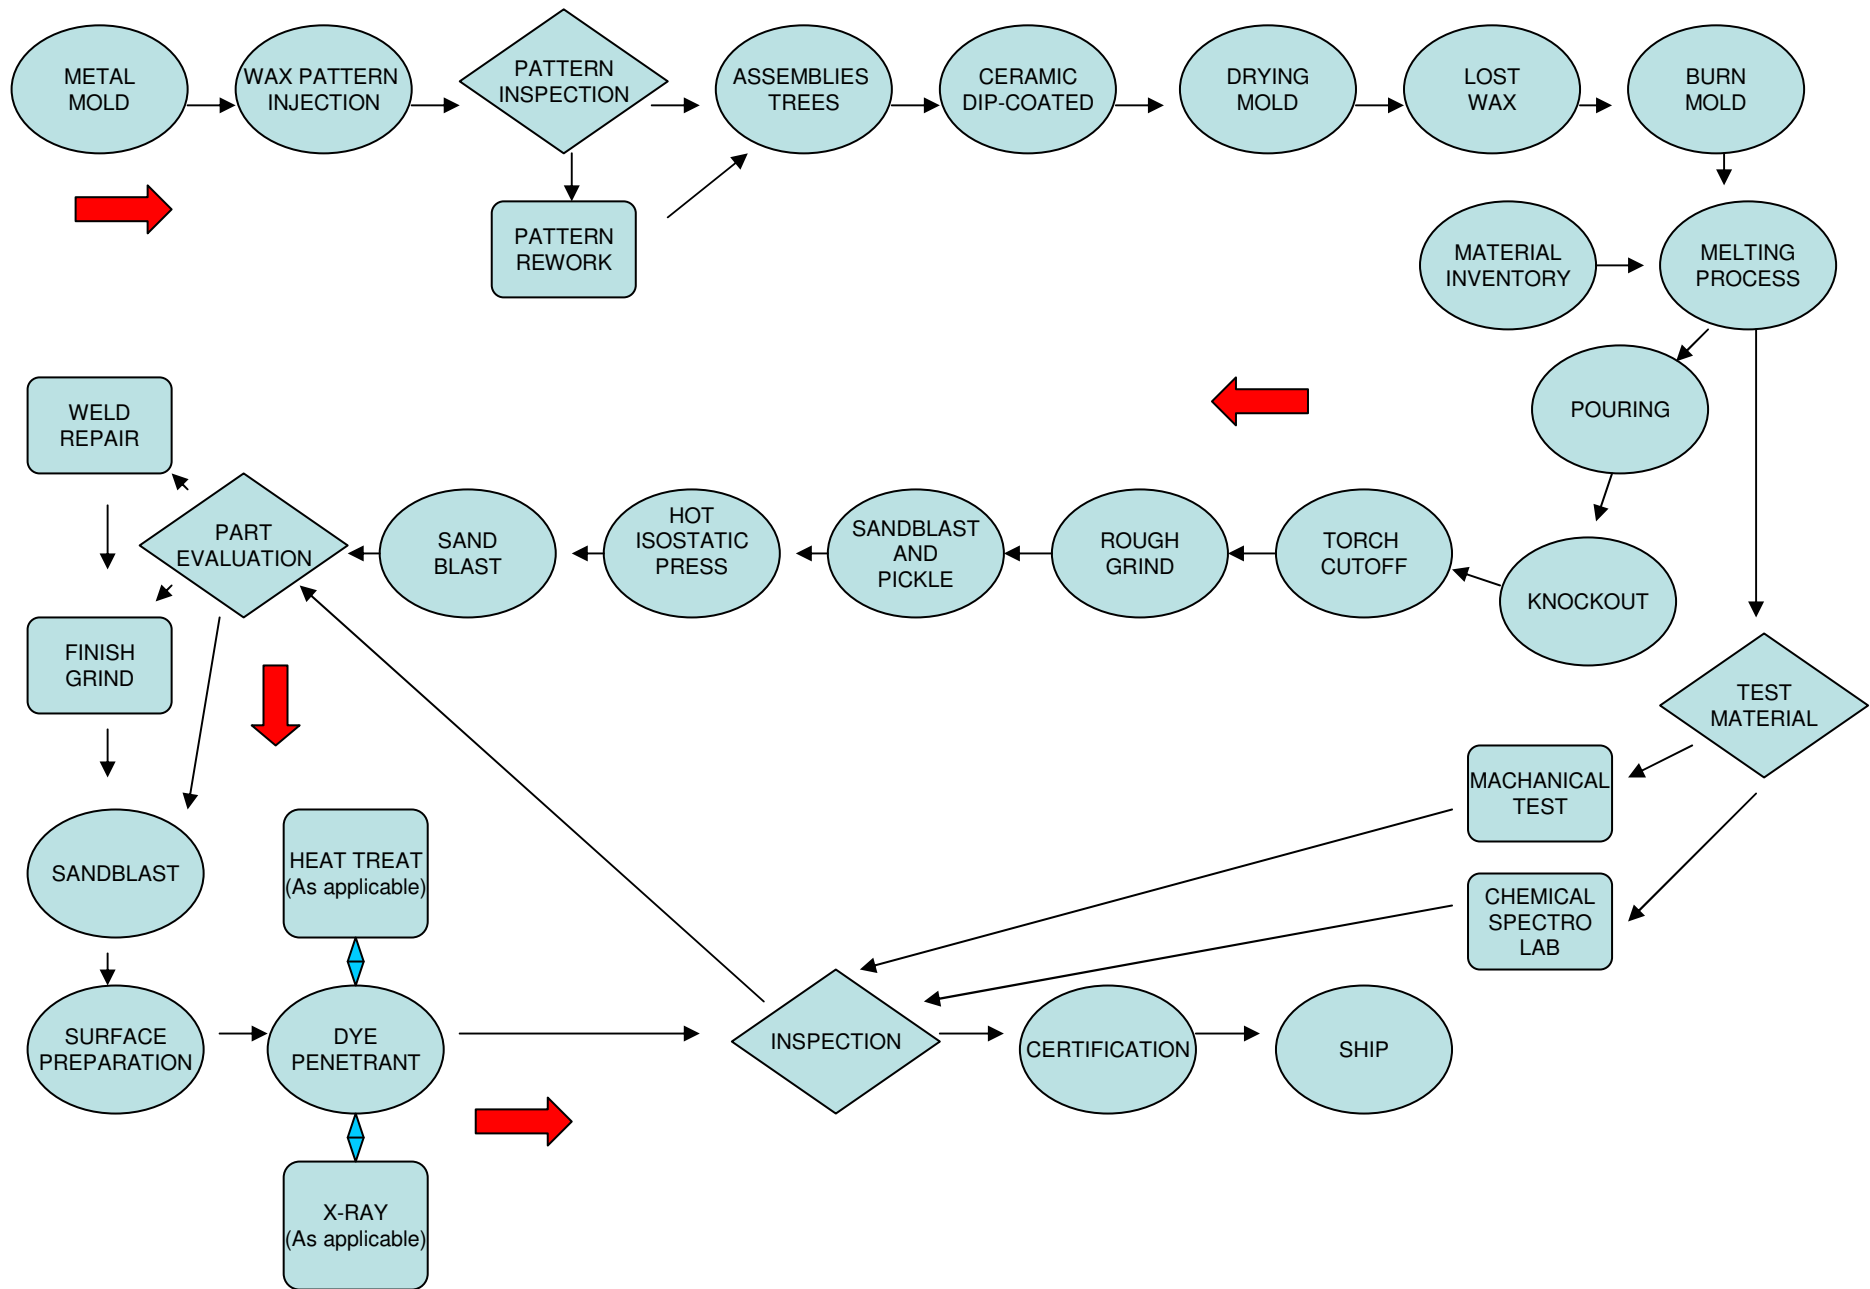 METAL
MOLD
WAX PATTERN
INJECTION
PATTERN
INSPECTION
ASSEMBLIES
TREES
CERAMIC
DIP-COATED
DRYING
MOLD
LOST
WAX
BURN
MOLD
PATTERN
REWORK
MATERIAL
INVENTORY
MELTING
PROCESS
POURING
WELD
REPAIR
PART
EVALUATION
SAND
BLAST
HOT
ISOSTATIC
PRESS
SANDBLAST
AND
PICKLE
ROUGH
GRIND
TORCH
CUTOFF
KNOCKOUT
FINISH
GRIND
TEST
MATERIAL
MACHANICAL
TEST
SANDBLAST
HEAT TREAT
(As applicable)
CHEMICAL
SPECTRO
LAB
SURFACE
PREPARATION
DYE
PENETRANT
INSPECTION
CERTIFICATION
SHIP
X-RAY
(As applicable)